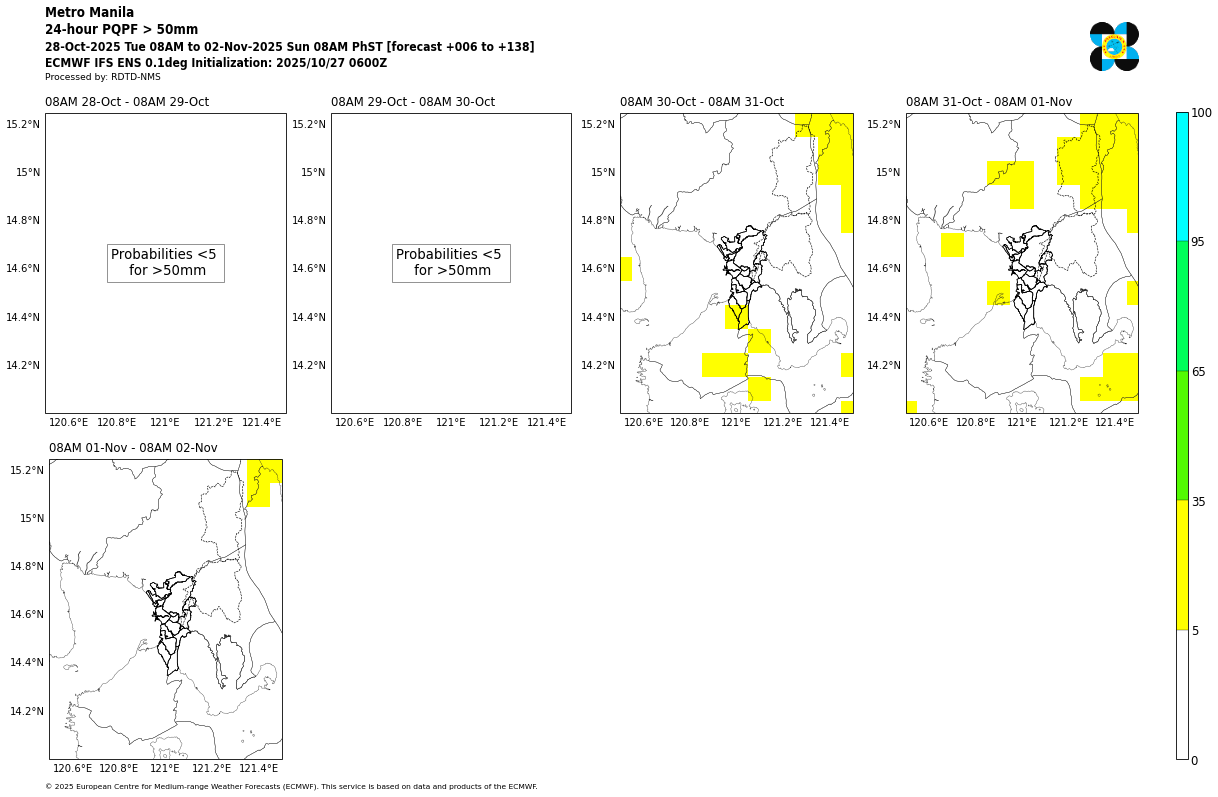 Metro Manila
24-hour PQPF > 50mm
28-Oct-2025 Tue 08AM to 02-Nov-2025 Sun 08AM PhST [forecast +006 to +138]
ECMWF IFS ENS 0.1deg Initialization: 2025/10/27 0600Z
Processed by: RDTD-NMS
08AM 28-Oct - 08AM 29-Oct
15.2°N
15°N
14.8°N
14.6°N
14.4°N
14.2°N
Probabilities <5
for >50mm
120.6°E 120.8°E 121°E 121.2°E 121.4°E
08AM 29-Oct - 08AM 30-Oct
15.2°N
15°N
14.8°N
14.6°N
14.4°N
14.2°N
Probabilities <5
for >50mm
120.6°E 120.8°E 121°E 121.2°E 121.4°E
08AM 30-Oct - 08AM 31-Oct
15.2°N
15°N
14.8°N
14.6°N
14.4°N
14.2°N
120.6°E 120.8°E 121°E 121.2°E 121.4°E
08AM 31-Oct - 08AM 01-Nov
15.2°N
15°N
14.8°N
14.6°N
14.4°N
14.2°N
120.6°E 120.8°E 121°E 121.2°E 121.4°E
100
95
65
35
5
0
08AM 01-Nov - 08AM 02-Nov
15.2°N
15°N
14.8°N
14.6°N
14.4°N
14.2°N
120.6°E 120.8°E 121°E 121.2°E 121.4°E
© 2025 European Centre for Medium-range Weather Forecasts (ECMWF). This service is based on data and products of the ECMWF.